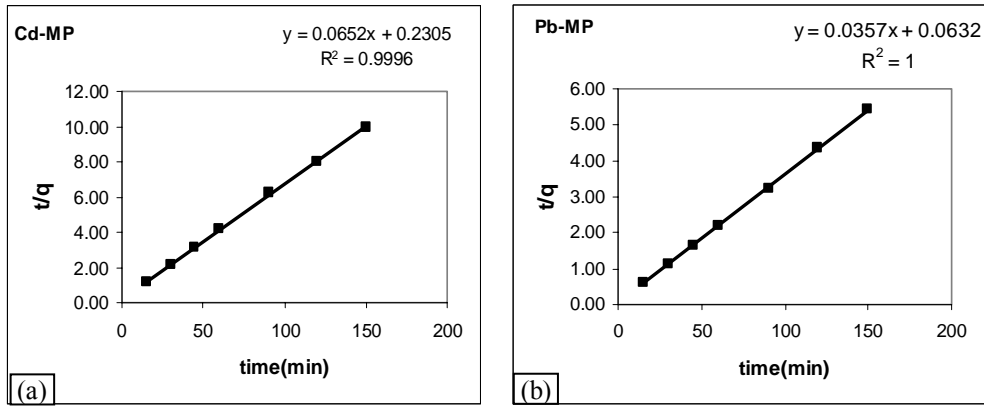 Cd-MP
y = 0.0652x + 0.2305
R² = 0.9996
12.00
10.00
8.00
6.00
4.00
2.00
0.00
t/q
0 50 100 150 200
time(min)
(a)
Pb-MP
y = 0.0357x + 0.0632
R² = 1
6.00
5.00
4.00
3.00
2.00
1.00
0.00
t/q
0 50 100 150 200
time(min)
(b)